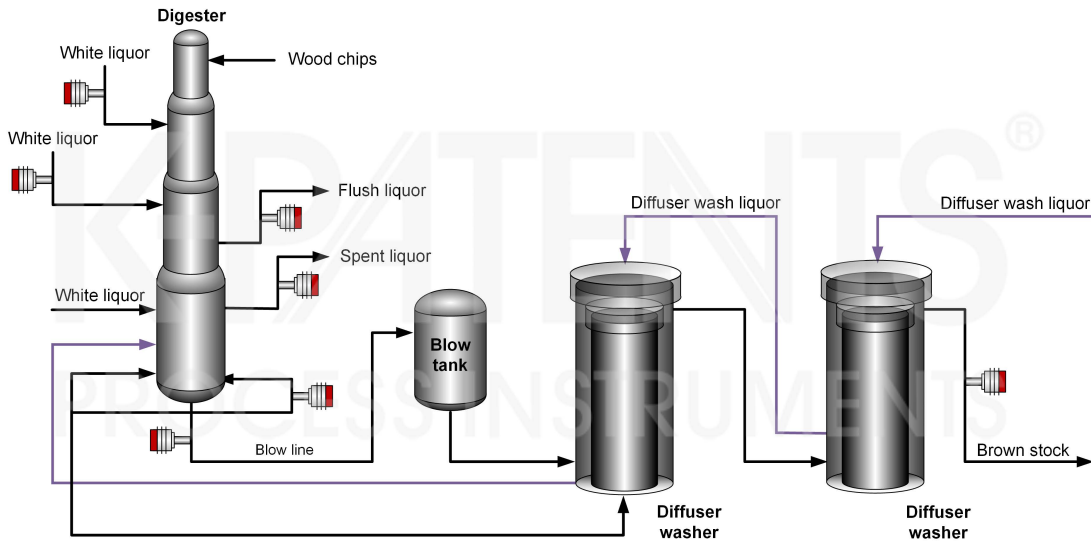 Digester
White liquor
Wood chips
White liquor
Flush liquor
Diffuser wash liquor
Diffuser wash liquor
Spent liquor
White liquor
Blow
tank
Blow line
Brown stock
Diffuser
washer
Diffuser
washer
K-PATENTS®
PROCESS INSTRUMENTS